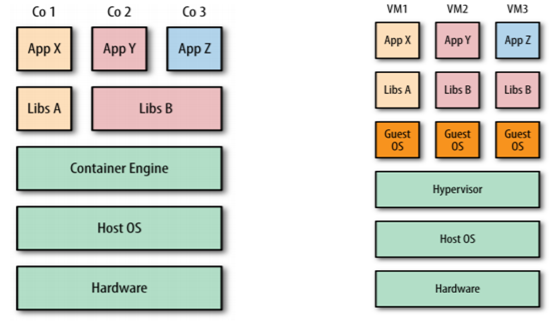 Co 1 Co 2 Co 3
App X App Y App Z
Libs A Libs B
Container Engine
Host OS
Hardware
VM1 VM2 VM3
App X App Y App Z
Libs A Libs B Libs B
Guest Guest Guest
OS OS OS
Hypervisor
Host OS
Hardware